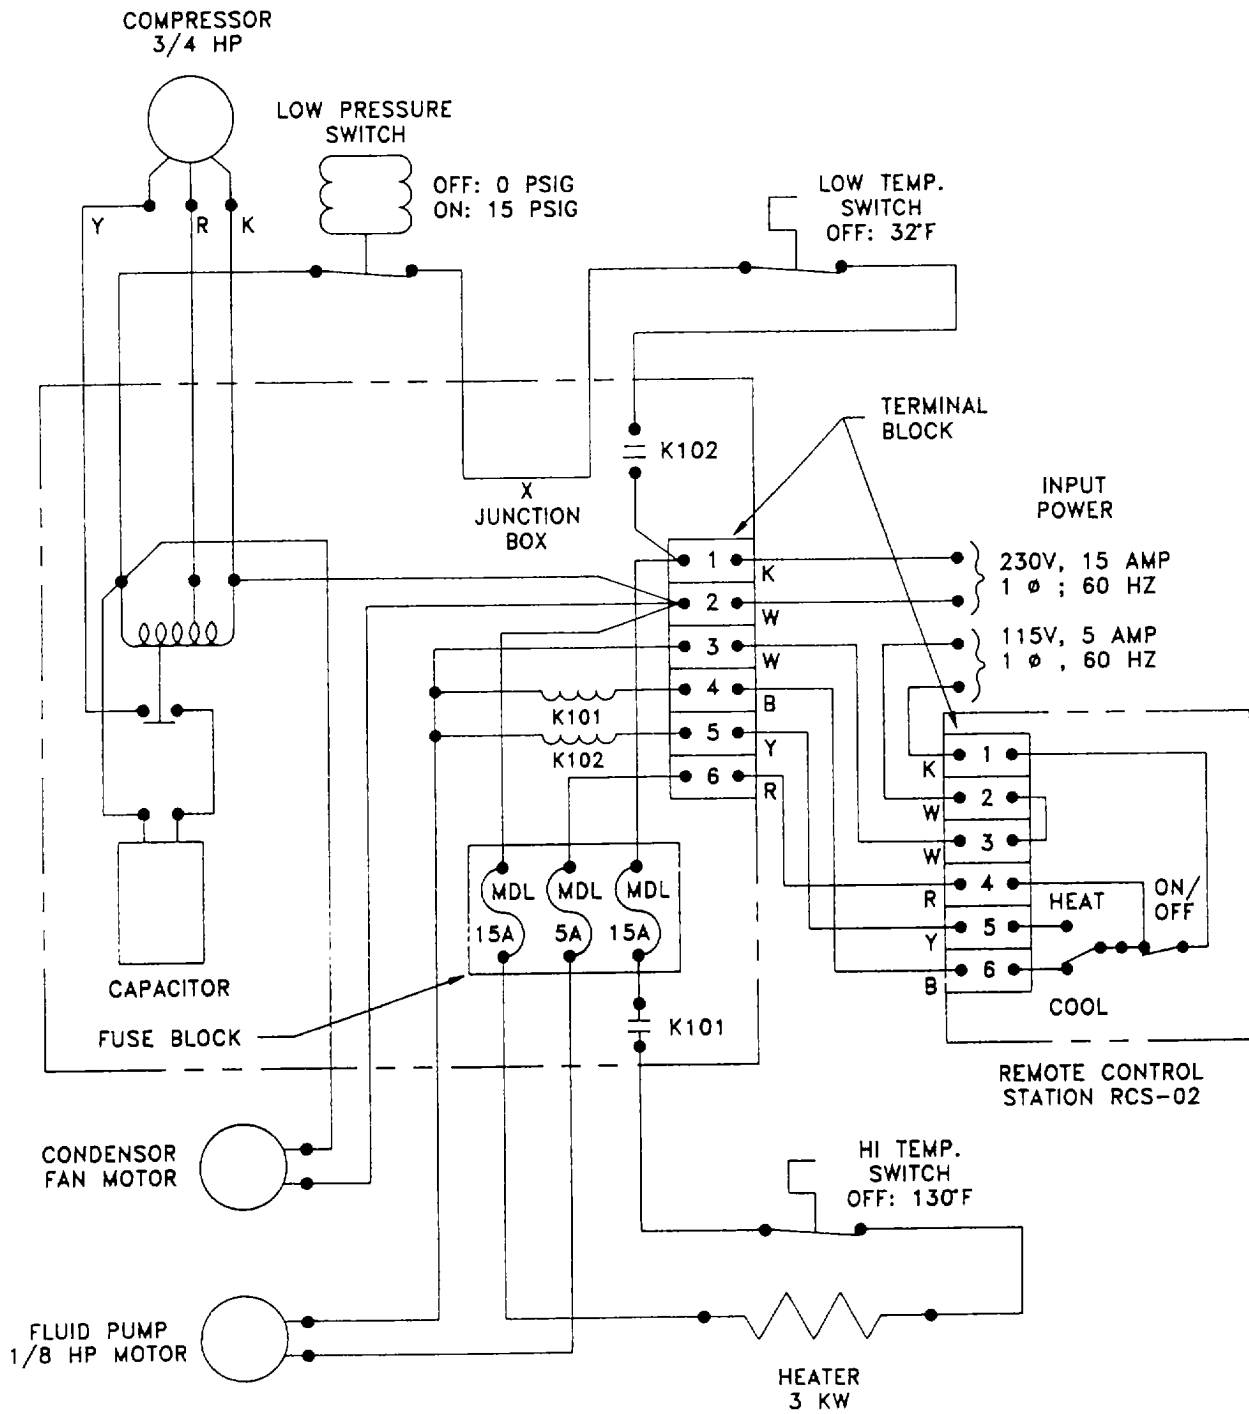 COMPRESSOR
3/4 HP
LOW PRESSURE
SWITCH
OFF: 0 PSIG
ON: 15 PSIG
LOW TEMP.
SWITCH
OFF: 32°F
Y
R
K
TERMINAL
BLOCK
K102
X
JUNCTION
BOX
INPUT
POWER
1
K
230V, 15 AMP
1 ø ; 60 HZ
2
W
3
W
115V, 5 AMP
1 ø , 60 HZ
4
B
K101
5
Y
K102
6
R
1
K
2
W
3
W
4
R
5
Y
6
B
HEAT
ON/
OFF
COOL
MDL
MDL
MDL
15A
5A
15A
CAPACITOR
FUSE BLOCK
K101
REMOTE CONTROL
STATION RCS-02
CONDENSOR
FAN MOTOR
HI TEMP.
SWITCH
OFF: 130°F
FLUID PUMP
1/8 HP MOTOR
HEATER
3 KW